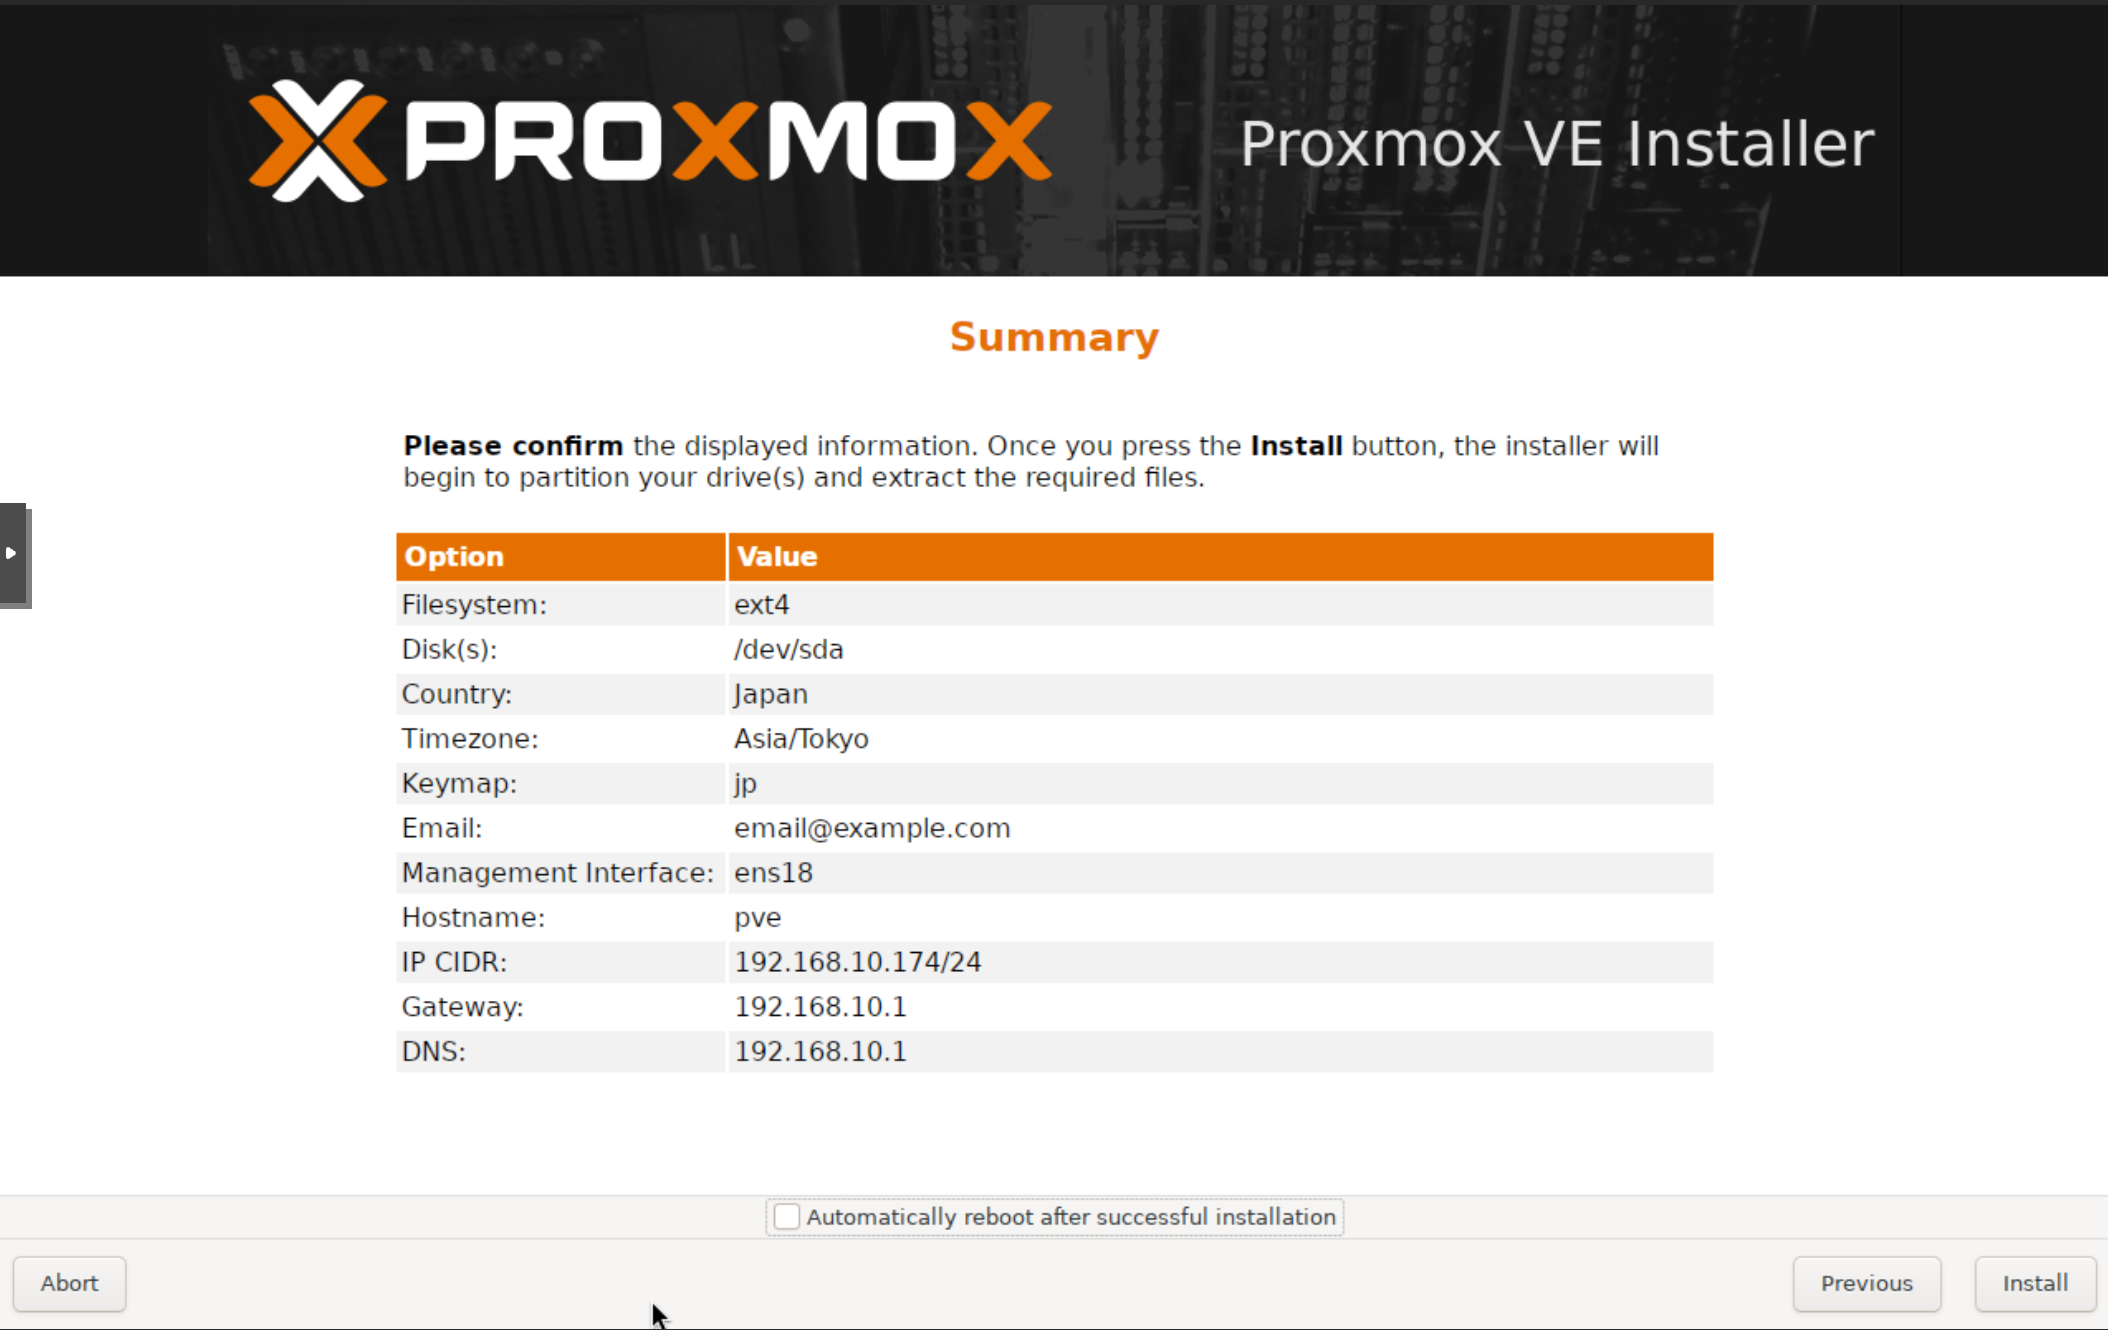 PROXMOX
Proxmox VE Installer
Summary
Please confirm the displayed information. Once you press the Install button, the installer will
begin to partition your drive(s) and extract the required files.
Option Value
Filesystem: ext4
Disk(s): /dev/sda
Country: Japan
Timezone: Asia/Tokyo
Keymap: jp
Email: email@example.com
Management Interface: ens18
Hostname: pve
IP CIDR: 192.168.10.174/24
Gateway: 192.168.10.1
DNS: 192.168.10.1
Automatically reboot after successful installation
Abort Previous Install